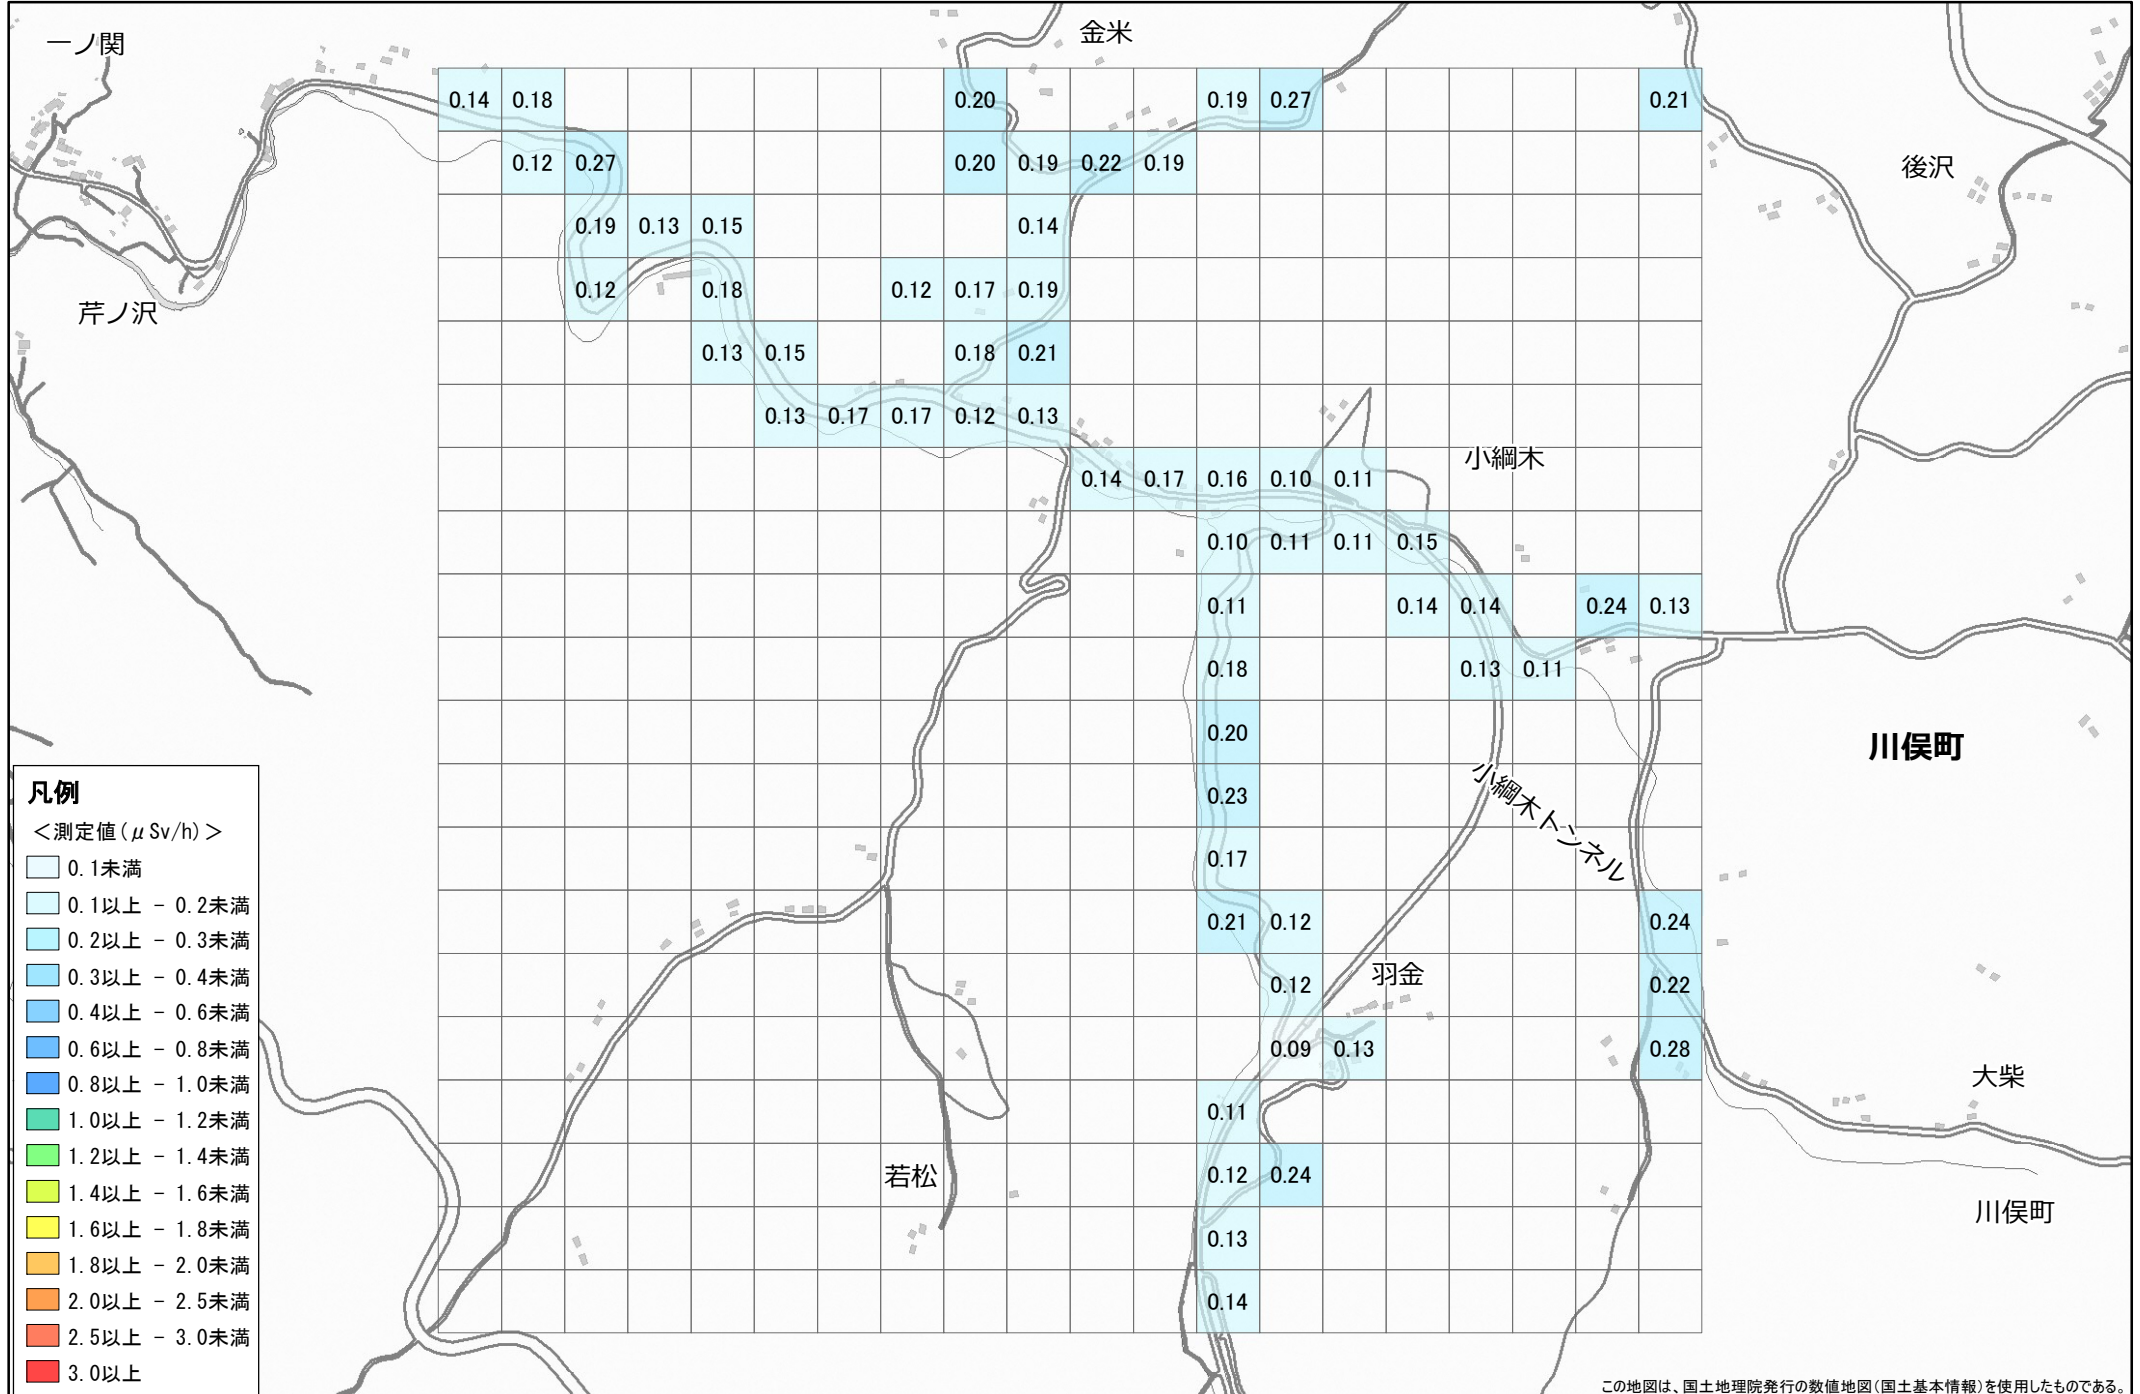 一ノ関
金米
0.14 0.18 0.20 0.19 0.27 0.21
0.12 0.27 0.20 0.19 0.22 0.19
後沢
0.19 0.13 0.15 0.14
0.12 0.18 0.12 0.17 0.19
芹ノ沢
0.13 0.15 0.18 0.21
0.13 0.17 0.17 0.12 0.13
小綱木
0.14 0.17 0.16 0.10 0.11
0.10 0.11 0.11 0.15
0.11 0.14 0.14 0.24 0.13
0.18 0.13 0.11
0.20
川俣町
小綱木トンネル
0.23
0.17
0.21 0.12 0.24
羽金
0.12 0.22
0.09 0.13 0.28
大柴
0.11
若松
0.12 0.24
川俣町
0.13
0.14
凡例
＜測定値(μSv/h)＞
0.1未満
0.1以上 - 0.2未満
0.2以上 - 0.3未満
0.3以上 - 0.4未満
0.4以上 - 0.6未満
0.6以上 - 0.8未満
0.8以上 - 1.0未満
1.0以上 - 1.2未満
1.2以上 - 1.4未満
1.4以上 - 1.6未満
1.6以上 - 1.8未満
1.8以上 - 2.0未満
2.0以上 - 2.5未満
2.5以上 - 3.0未満
3.0以上
この地図は、国土地理院発行の数値地図(国土基本情報)を使用したものである。